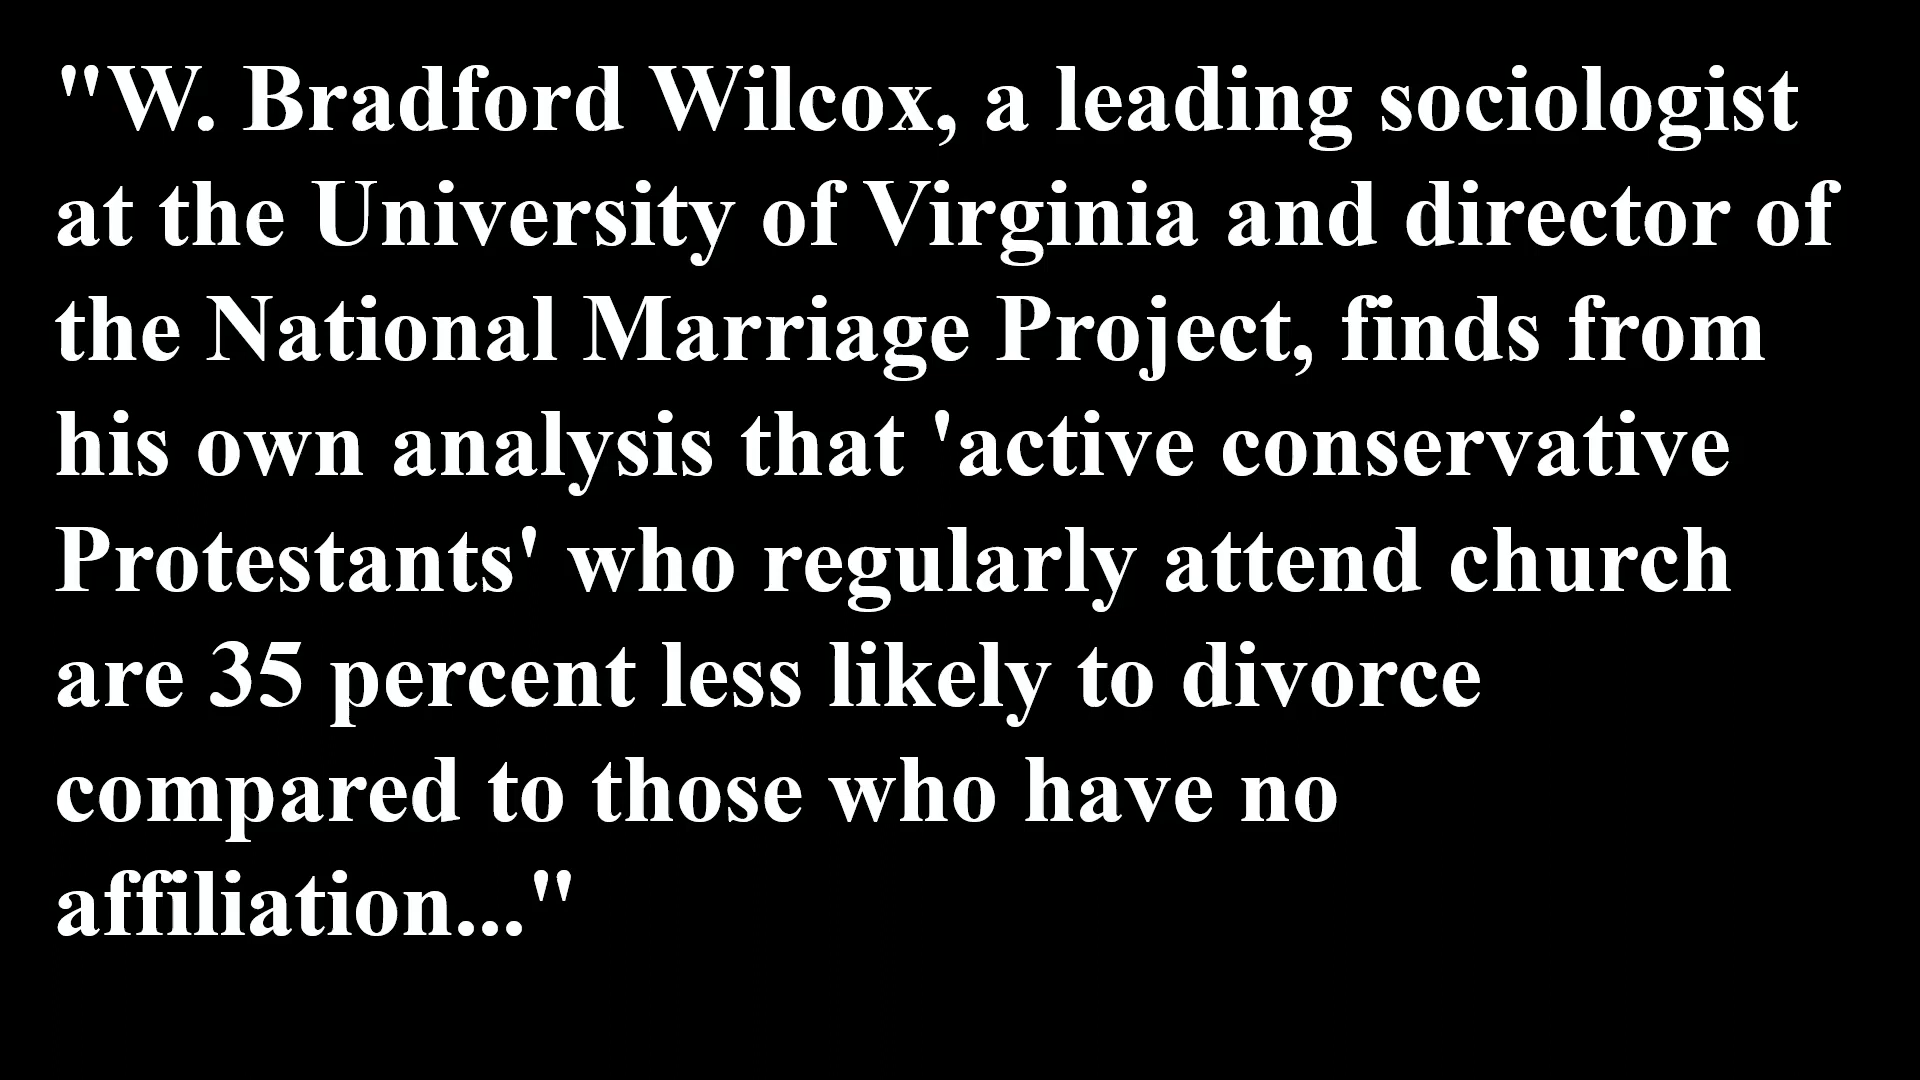 "W. Bradford Wilcox, a leading sociologist
at the University of Virginia and director of
the National Marriage Project, finds from
his own analysis that 'active conservative
Protestants' who regularly attend church
are 35 percent less likely to divorce
compared to those who have no
affiliation..."